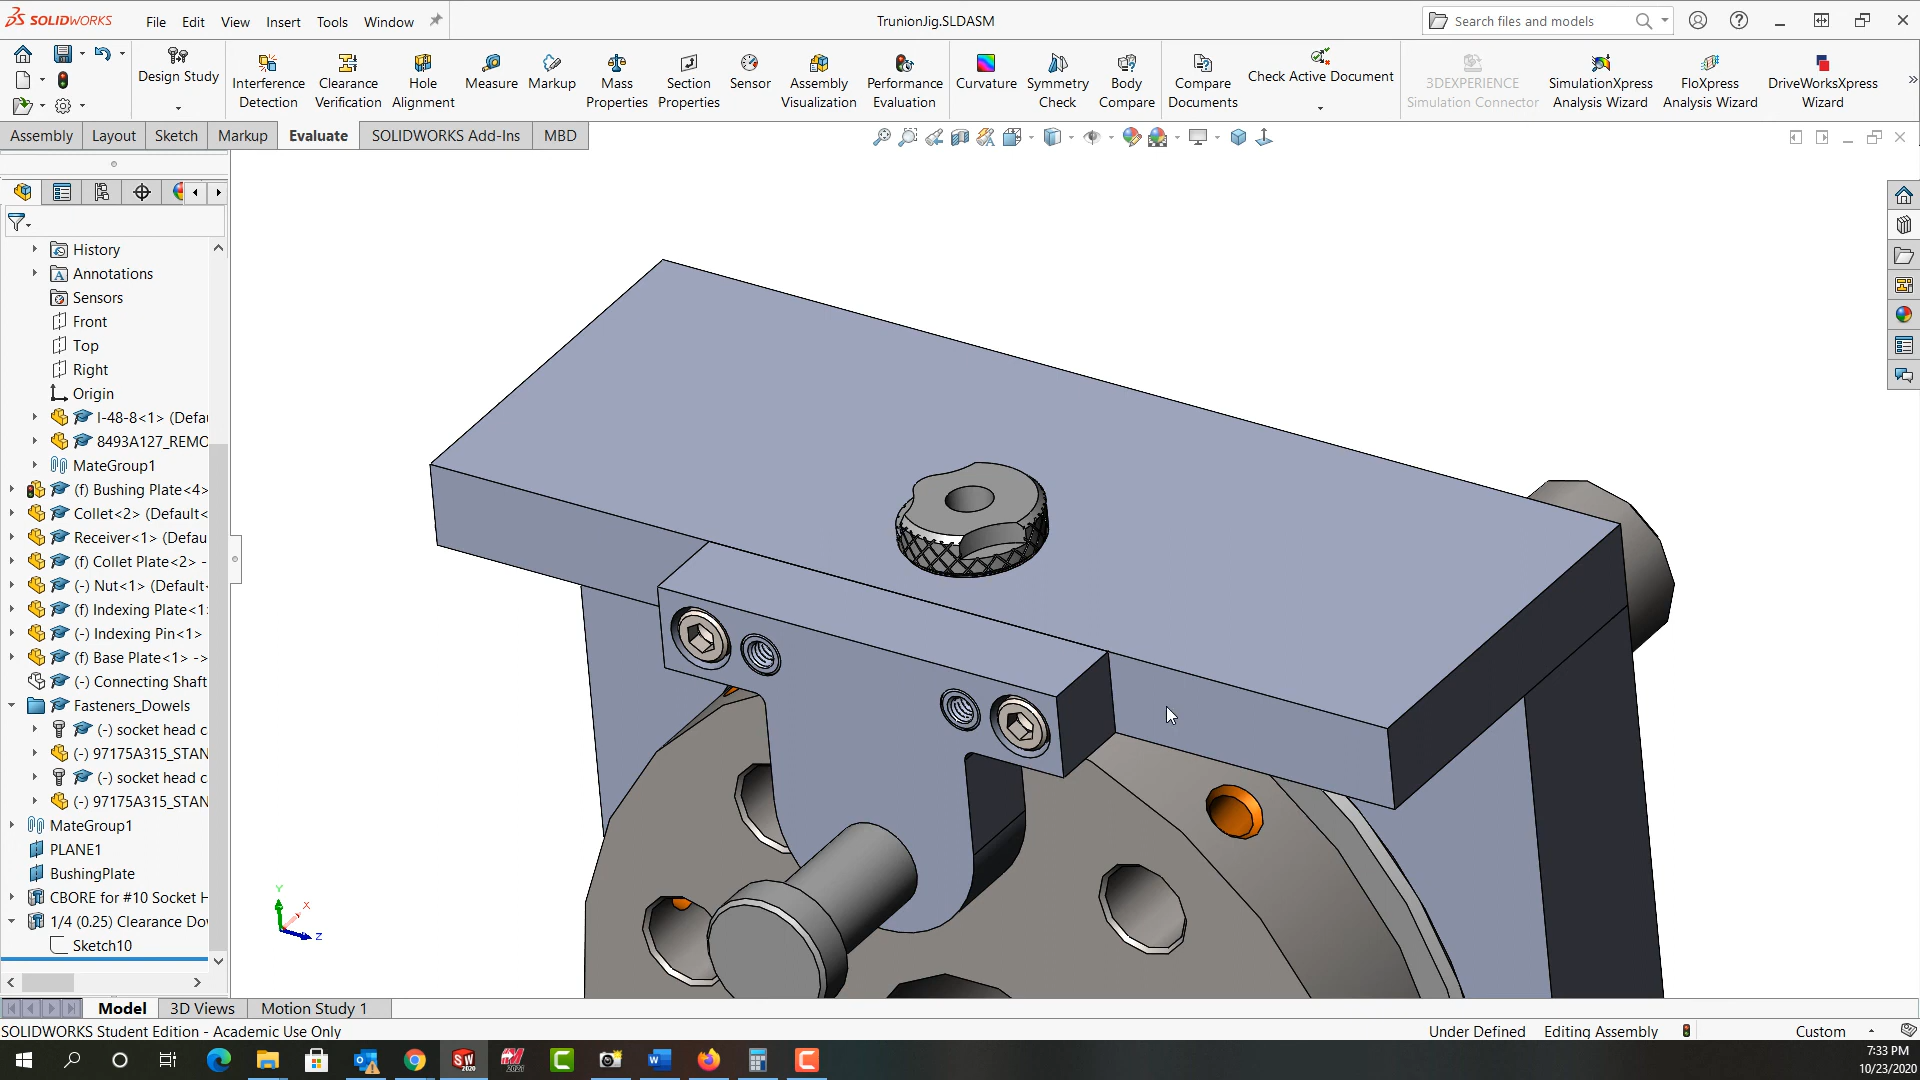 SOLIDWORKS
File Edit View Insert Tools Window
TrunionJig.SLDASM
Search files and models
Design Study
Interference Detection
Clearance Verification
Hole Alignment
Measure
Markup
Mass Properties
Section Properties
Sensor
Assembly Visualization
Performance Evaluation
Curvature
Symmetry Check
Body Compare
Compare Documents
Check Active Document
3DEXPERIENCE Simulation Connector
SimulationXpress Analysis Wizard
FloXpress Analysis Wizard
DriveWorksXpress Wizard
Assembly Layout Sketch Markup Evaluate SOLIDWORKS Add-Ins MBD
History
Annotations
Sensors
Front
Top
Right
Origin
I-48-8<1> (Defau
8493A127_REMO
MateGroup1
(f) Bushing Plate<4>
Collet<2> (Default<
Receiver<1> (Defau
(f) Collet Plate<2> -
(-) Nut<1> (Default<
(f) Indexing Plate<1>
(-) Indexing Pin<1>
(f) Base Plate<1> ->
(-) Connecting Shaft
Fasteners_Dowels
(-) socket head c
(-) 97175A315_STAN
(-) socket head c
(-) 97175A315_STAN
MateGroup1
PLANE1
BushingPlate
CBORE for #10 Socket H
1/4 (0.25) Clearance Do
Sketch10
Y
X
Z
Model 3D Views Motion Study 1
SOLIDWORKS Student Edition - Academic Use Only
Under Defined Editing Assembly Custom
7:33 PM
10/23/2020